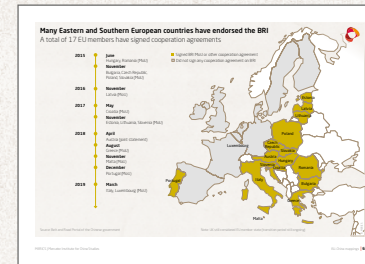 Many Eastern and Southern European countries have endorsed the BRI
A total of 17 EU members have signed cooperation agreements
2015
June
Hungary, Romania (MoU)
November
Bulgaria, Czech Republic,
Poland, Slovakia (MoU)
2016
November
Latvia (MoU)
2017
May
Croatia (MoU)
November
Estonia, Lithuania, Slovenia (MoU)
2018
April
Austria (joint statement)
August
Greece (MoU)
November
Malta (MoU)
December
Portugal (MoU)
2019
March
Italy, Luxembourg (MoU)
Signed BRI MoU or other cooperation agreement
Did not sign any cooperation agreement on BRI
Estonia
Latvia
Lithuania
Poland
Luxembourg
Czech
Republic
Slovakia
Austria
Hungary
Slovenia
Croatia
Romania
Italy
Bulgaria
Portugal
Greece
Malta